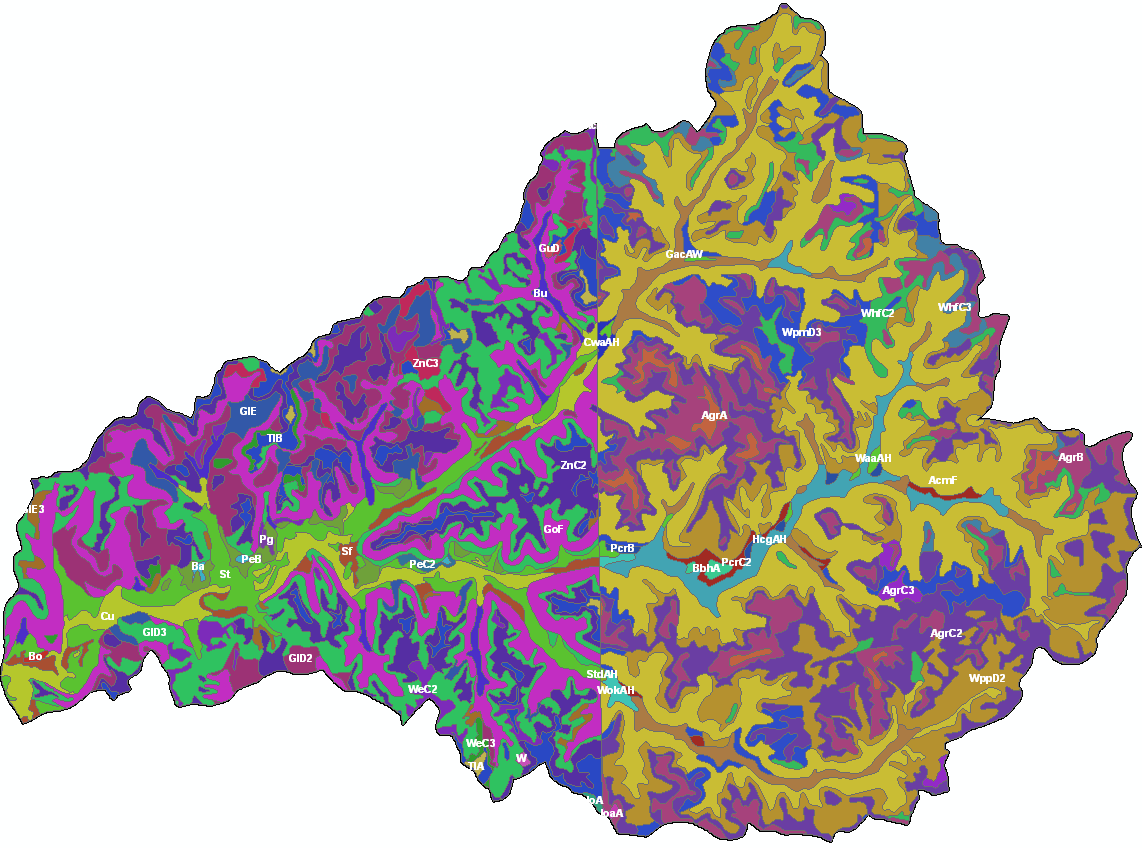 GuD
GacAW
Bu
WhfC2
WhfC3
WpmD3
CwaAH
ZnC3
GlE
AgrA
TlB
WaaAH
AgrB
ZnC2
AcmF
GoF
Pg
HcgAH
Sf
PcrB
PeB
PeC2
Ba
St
BbhA
PcrC2
AgrC3
Cu
GlD3
AgrC2
Bo
GlD2
StdAH
WppD2
WeC2
WokAH
WeC3
W
TlA